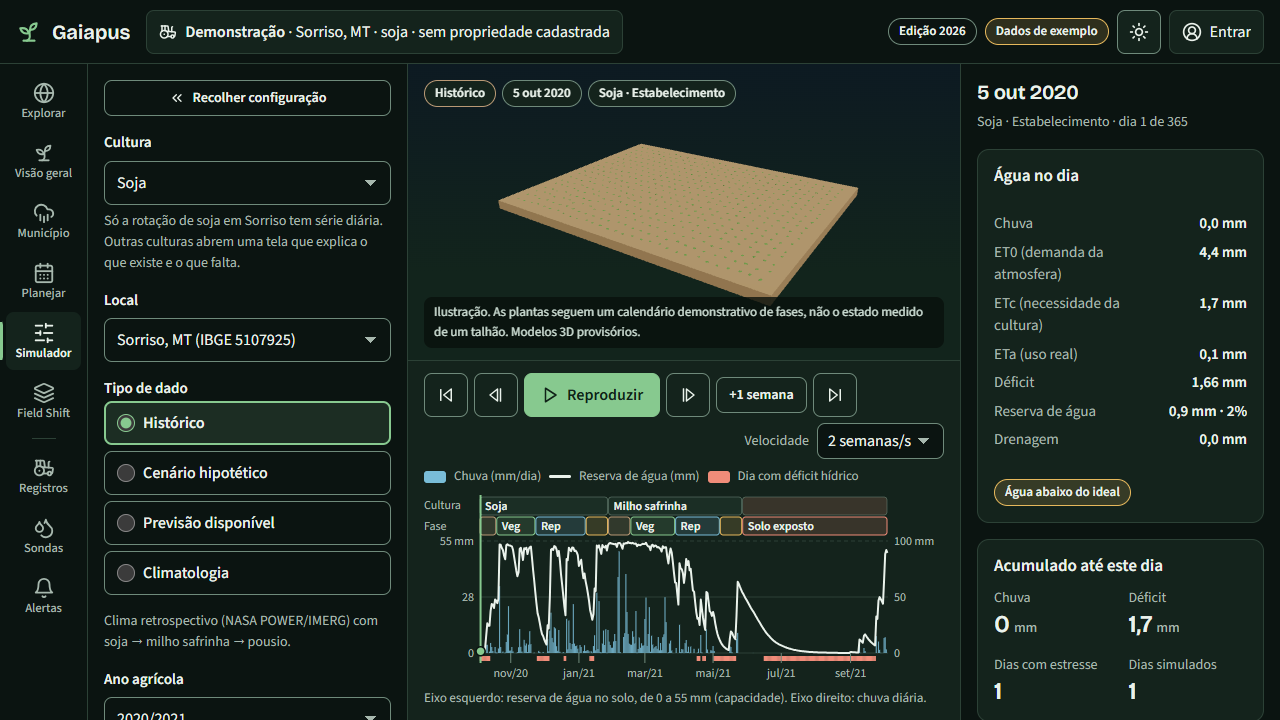 Gaiapus
Demonstração · Sorriso, MT · soja · sem propriedade cadastrada
Edição 2026
Dados de exemplo
Entrar
Explorar
Visão geral
Município
Planejar
Simulador
Field Shift
Registros
Sondas
Alertas
Recolher configuração
Cultura
Soja
Só a rotação de soja em Sorriso tem série diária.
Outras culturas abrem uma tela que explica o
que existe e o que falta.
Local
Sorriso, MT (IBGE 5107925)
Tipo de dado
Histórico
Cenário hipotético
Previsão disponível
Climatologia
Clima retrospectivo (NASA POWER/IMERG) com
soja → milho safrinha → pousio.
Ano agrícola
2020/2021
Histórico
5 out 2020
Soja · Estabelecimento
Ilustração. As plantas seguem um calendário demonstrativo de fases, não o estado medido
de um talhão. Modelos 3D provisórios.
Reproduzir
+1 semana
Velocidade
2 semanas/s
Chuva (mm/dia)
Reserva de água (mm)
Dia com déficit hídrico
Cultura
Soja
Milho safrinha
Fase
Veg
Rep
Veg
Rep
Solo exposto
55 mm
100 mm
28
50
0
0
nov/20
jan/21
mar/21
mai/21
jul/21
set/21
Eixo esquerdo: reserva de água no solo, de 0 a 55 mm (capacidade). Eixo direito: chuva diária.
5 out 2020
Soja · Estabelecimento · dia 1 de 365
Água no dia
Chuva 0,0 mm
ET0 (demanda da 4,4 mm
atmosfera)
ETc (necessidade da 1,7 mm
cultura)
ETa (uso real) 0,1 mm
Déficit 1,66 mm
Reserva de água 0,9 mm · 2%
Drenagem 0,0 mm
Água abaixo do ideal
Acumulado até este dia
Chuva
0 mm
Déficit
1,7 mm
Dias com estresse
1
Dias simulados
1